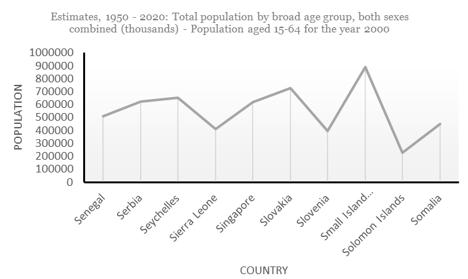 Estimates, 1950 - 2020: Total population by broad age group, both sexes
combined (thousands) - Population aged 15-64 for the year 2000
1000000
900000
800000
700000
600000
500000
400000
300000
200000
100000
0
POPULATION
Senegal
Serbia
Seychelles
Sierra Leone
Singapore
Slovakia
Slovenia
Small Island...
Solomon Islands
Somalia
COUNTRY